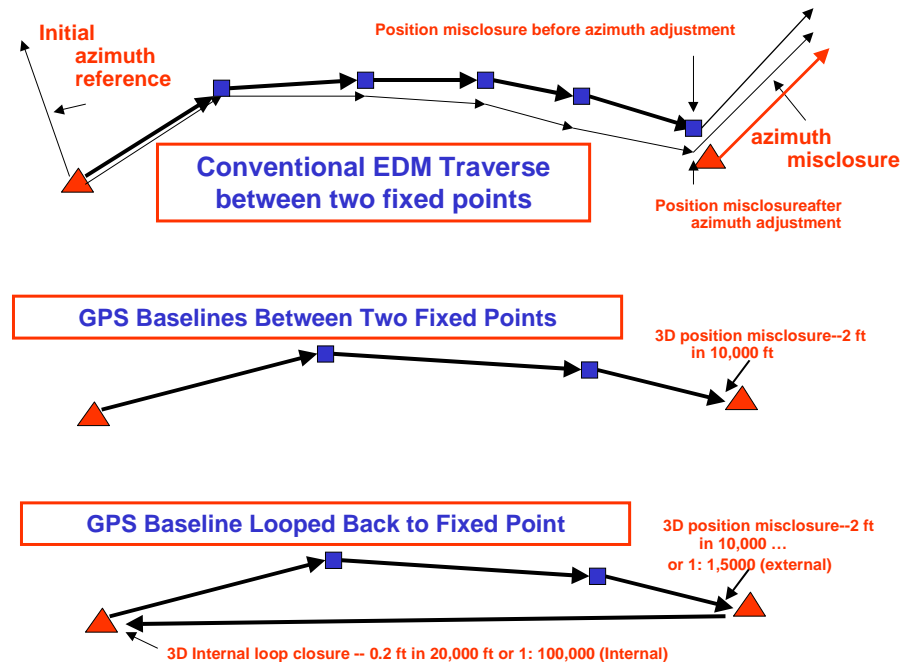 Initial
azimuth
reference
Position misclosure before azimuth adjustment
azimuth
misclosure
Conventional EDM Traverse
between two fixed points
Position misclosureafter
azimuth adjustment
GPS Baselines Between Two Fixed Points
3D position misclosure--2 ft
in 10,000 ft
GPS Baseline Looped Back to Fixed Point
3D position misclosure--2 ft
in 10,000 …
or 1: 1,5000 (external)
3D Internal loop closure -- 0.2 ft in 20,000 ft or 1: 100,000 (Internal)